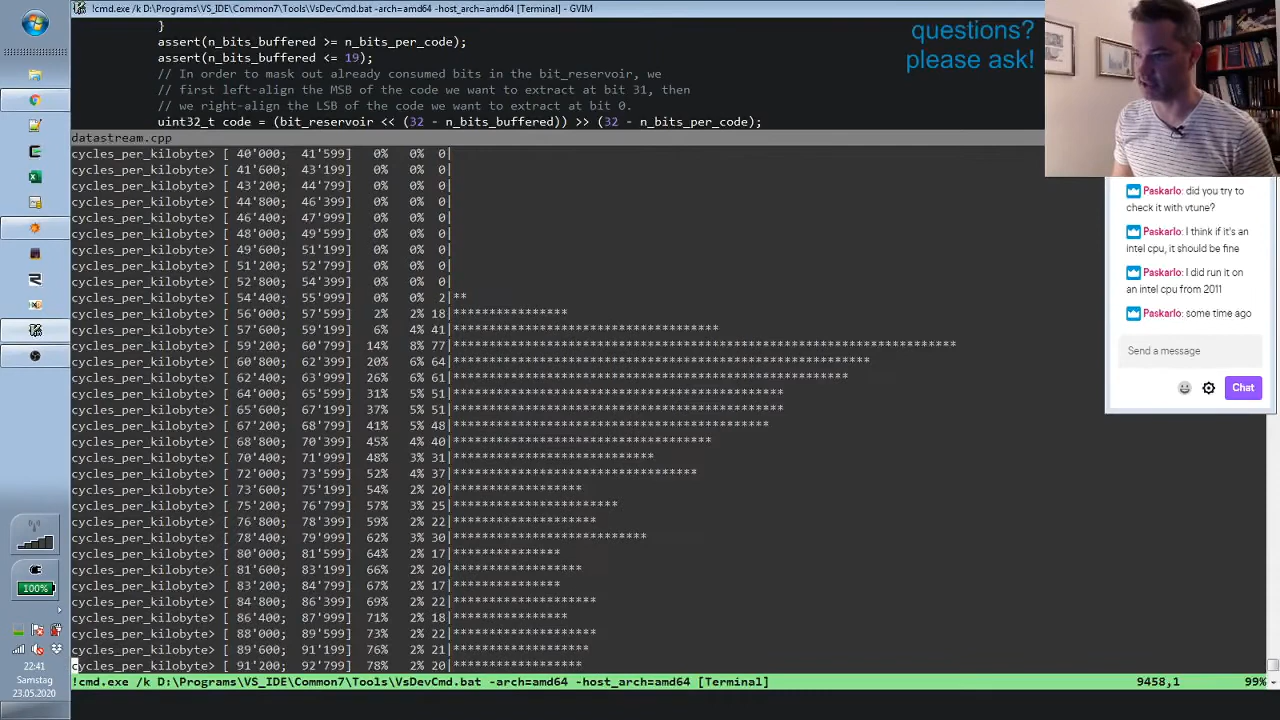 !cmd.exe /k D:\Programs\VS_IDE\Common7\Tools\VsDevCmd.bat -arch=amd64 -host_arch=amd64 [Terminal] - GVIM
questions?
please ask!
}
assert(n_bits_buffered >= n_bits_per_code);
assert(n_bits_buffered <= 19);
// In order to mask out already consumed bits in the bit_reservoir, we
// first left-align the MSB of the code we want to extract at bit 31, then
// we right-align the LSB of the code we want to extract at bit 0.
uint32_t code = (bit_reservoir << (32 - n_bits_buffered)) >> (32 - n_bits_per_code);
datastream.cpp
cycles_per_kilobyte> [ 40'000;  41'599]   0%   0%  0|
cycles_per_kilobyte> [ 41'600;  43'199]   0%   0%  0|
cycles_per_kilobyte> [ 43'200;  44'799]   0%   0%  0|
cycles_per_kilobyte> [ 44'800;  46'399]   0%   0%  0|
cycles_per_kilobyte> [ 46'400;  47'999]   0%   0%  0|
cycles_per_kilobyte> [ 48'000;  49'599]   0%   0%  0|
cycles_per_kilobyte> [ 49'600;  51'199]   0%   0%  0|
cycles_per_kilobyte> [ 51'200;  52'799]   0%   0%  0|
cycles_per_kilobyte> [ 52'800;  54'399]   0%   0%  0|
cycles_per_kilobyte> [ 54'400;  55'999]   0%   0%  2|**
cycles_per_kilobyte> [ 56'000;  57'599]   2%   2% 18|****************
cycles_per_kilobyte> [ 57'600;  59'199]   6%   4% 41|*************************************
cycles_per_kilobyte> [ 59'200;  60'799]  14%   8% 77|**********************************************************************
cycles_per_kilobyte> [ 60'800;  62'399]  20%   6% 64|**********************************************************
cycles_per_kilobyte> [ 62'400;  63'999]  26%   6% 61|*******************************************************
cycles_per_kilobyte> [ 64'000;  65'599]  31%   5% 51|**********************************************
cycles_per_kilobyte> [ 65'600;  67'199]  37%   5% 51|**********************************************
cycles_per_kilobyte> [ 67'200;  68'799]  41%   5% 48|********************************************
cycles_per_kilobyte> [ 68'800;  70'399]  45%   4% 40|************************************
cycles_per_kilobyte> [ 70'400;  71'999]  48%   3% 31|****************************
cycles_per_kilobyte> [ 72'000;  73'599]  52%   4% 37|**********************************
cycles_per_kilobyte> [ 73'600;  75'199]  54%   2% 20|******************
cycles_per_kilobyte> [ 75'200;  76'799]  57%   3% 25|***********************
cycles_per_kilobyte> [ 76'800;  78'399]  59%   2% 22|********************
cycles_per_kilobyte> [ 78'400;  79'999]  62%   3% 30|***************************
cycles_per_kilobyte> [ 80'000;  81'599]  64%   2% 17|***************
cycles_per_kilobyte> [ 81'600;  83'199]  66%   2% 20|******************
cycles_per_kilobyte> [ 83'200;  84'799]  67%   2% 17|***************
cycles_per_kilobyte> [ 84'800;  86'399]  69%   2% 22|********************
cycles_per_kilobyte> [ 86'400;  87'999]  71%   2% 18|****************
cycles_per_kilobyte> [ 88'000;  89'599]  73%   2% 22|********************
cycles_per_kilobyte> [ 89'600;  91'199]  76%   2% 21|*******************
cycles_per_kilobyte> [ 91'200;  92'799]  78%   2% 20|******************
!cmd.exe /k D:\Programs\VS_IDE\Common7\Tools\VsDevCmd.bat -arch=amd64 -host_arch=amd64 [Terminal] 9458,1 99%
Paskarlo: did you try to
check it with vtune?
Paskarlo: I think if it's an
intel cpu, it should be fine
Paskarlo: I did run it on
an intel cpu from 2011
Paskarlo: some time ago
Send a message
Chat
100%
22:41
Samstag
23.05.2020